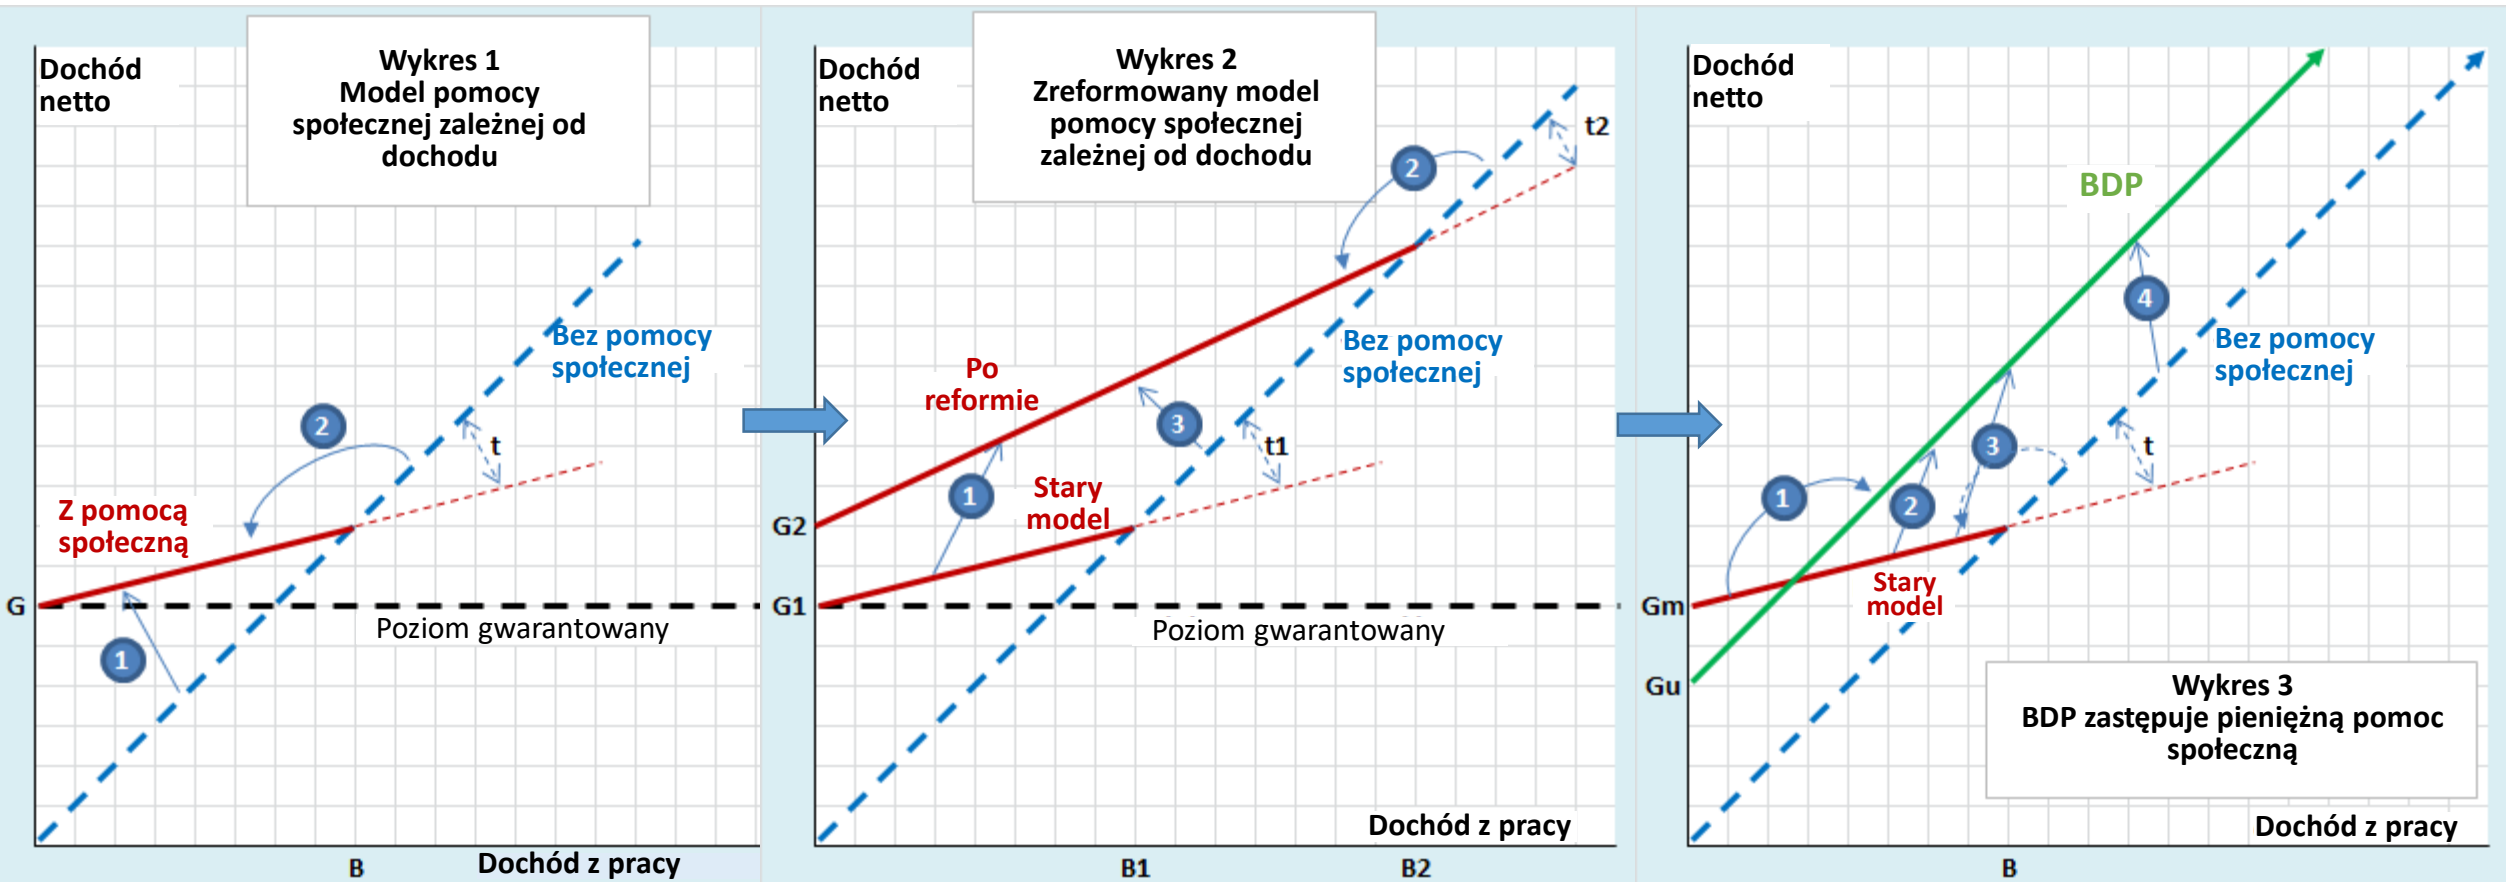 Wykres 1
Model pomocy
społecznej zależnej od
dochodu
Dochód
netto
2
t
Bez pomocy
społecznej
Z pomocą
społeczną
G
Poziom gwarantowany
1
B
Dochód z pracy
Wykres 2
Zreformowany model
pomocy społecznej
zależnej od dochodu
Dochód
netto
t2
2
Bez pomocy
społecznej
Po
reformie
3
t1
1
Stary
model
G2
G1
Poziom gwarantowany
Dochód z pracy
B1
B2
Dochód
netto
BDP
4
Bez pomocy
społecznej
3
t
1
2
Stary
model
Gm
Gu
Wykres 3
BDP zastępuje pieniężną pomoc
społeczną
Dochód z pracy
B